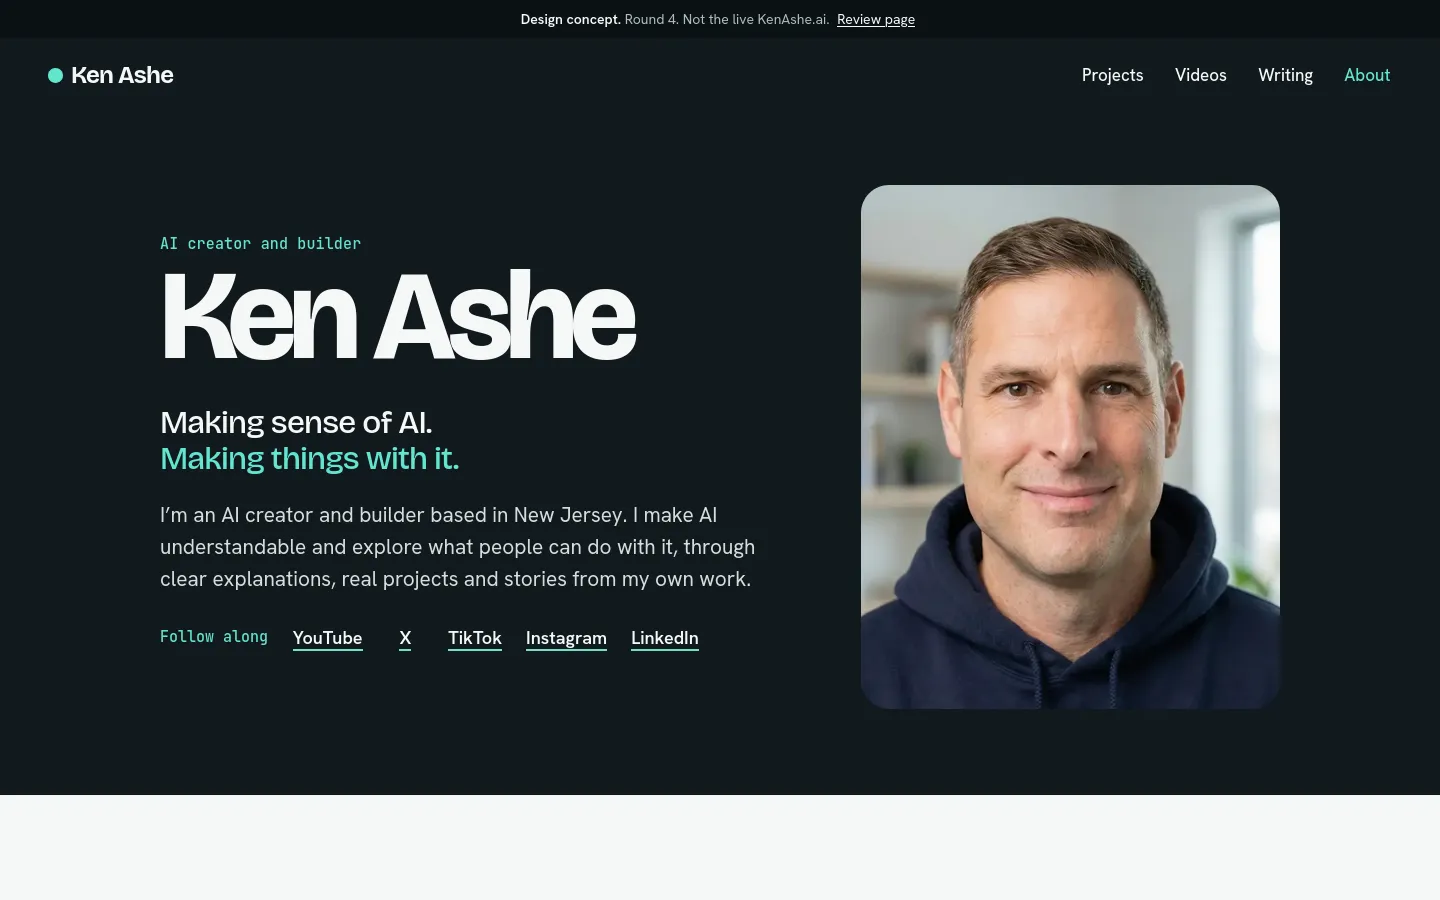 Design concept. Round 4. Not the live KenAshe.ai. Review page
Ken Ashe
Projects Videos Writing About
AI creator and builder
Ken Ashe
Making sense of AI.
Making things with it.
I’m an AI creator and builder based in New Jersey. I make AI
understandable and explore what people can do with it, through
clear explanations, real projects and stories from my own work.
Follow along YouTube X TikTok Instagram LinkedIn